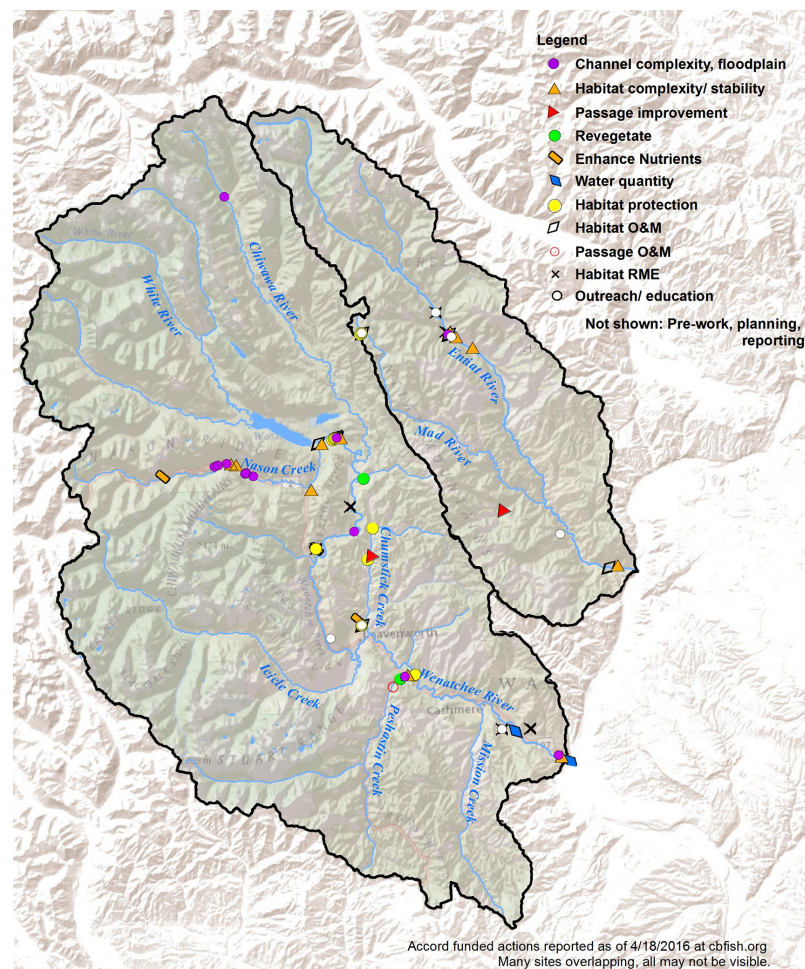 Legend
Channel complexity, floodplain
Habitat complexity/ stability
Passage improvement
Revegetate
Enhance Nutrients
Water quantity
Habitat protection
Habitat O&M
Passage O&M
Habitat RME
Outreach/ education
Not shown: Pre-work, planning,
reporting
White River
Chiwawa River
White River
Entiat River
Mad River
Nason Creek
Chumstick Creek
Leavenworth
Icicle Creek
Wenatchee River
W A
Cashmere
Peshastin Creek
Mission Creek
STUART RANGE
Accord funded actions reported as of 4/18/2016 at cbfish.org
Many sites overlapping, all may not be visible.